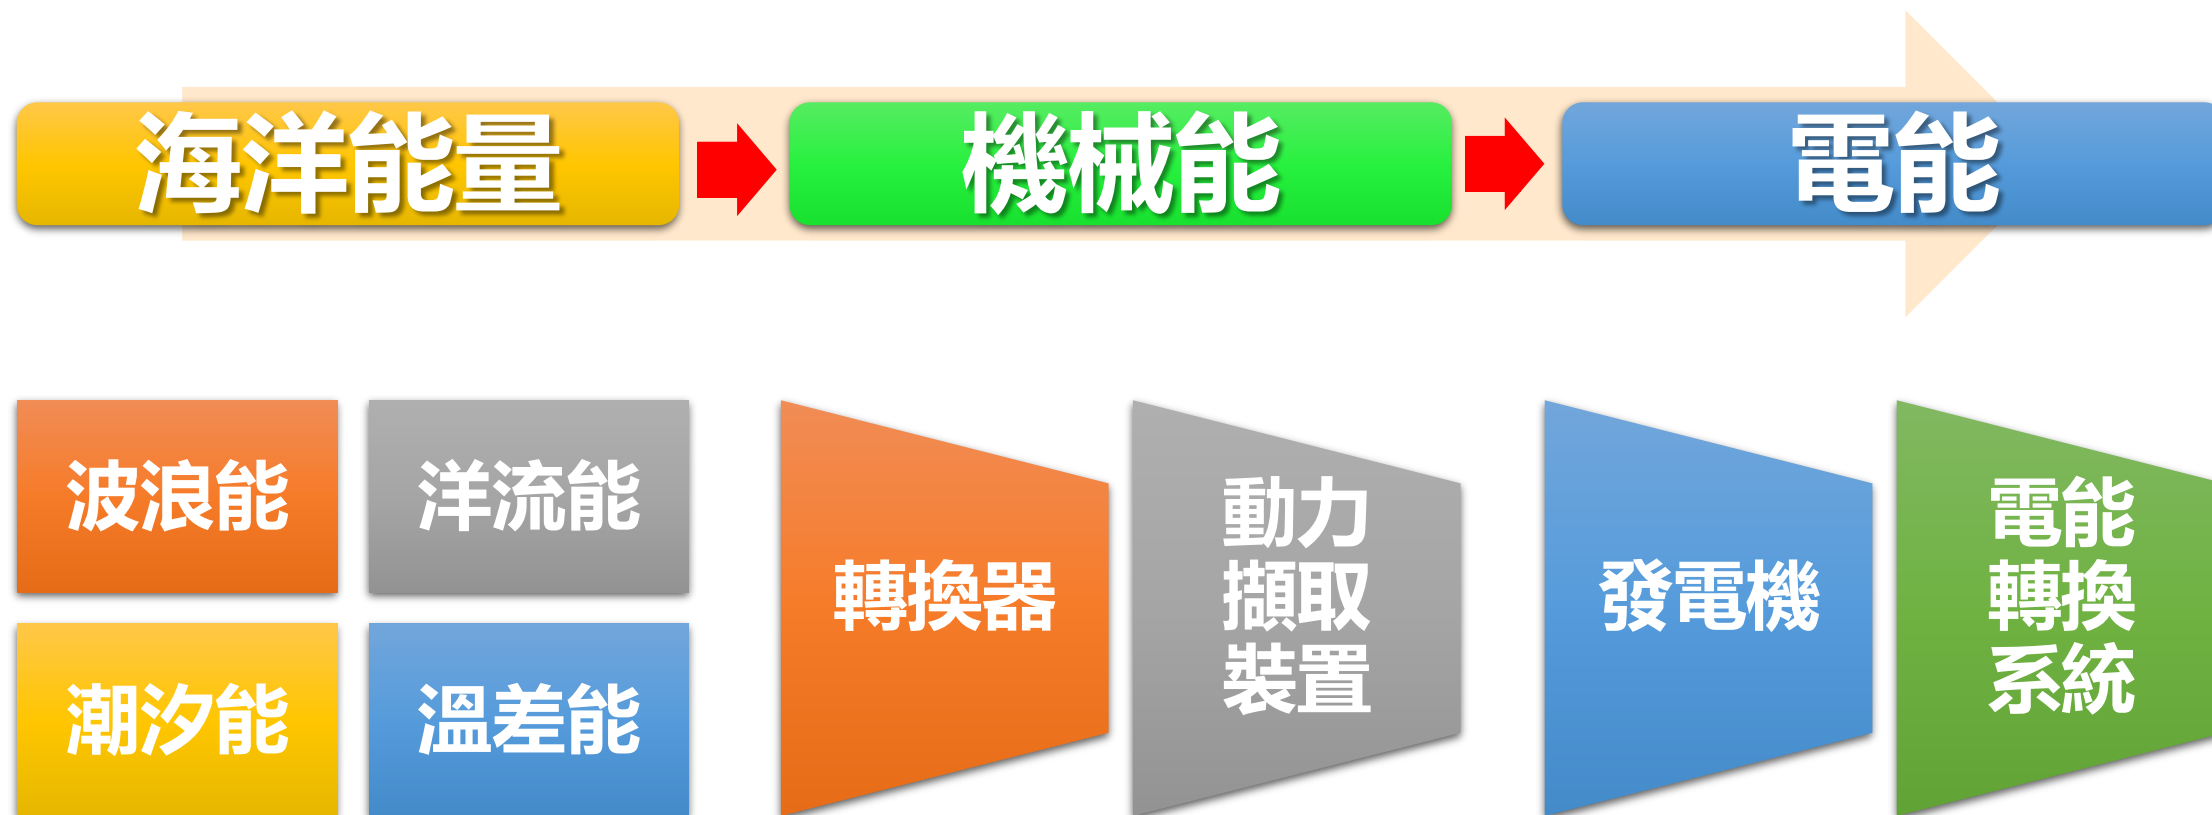 海洋能量
機械能
電能
波浪能
洋流能
潮汐能
溫差能
轉換器
動力
擷取
裝置
發電機
電能
轉換
系統